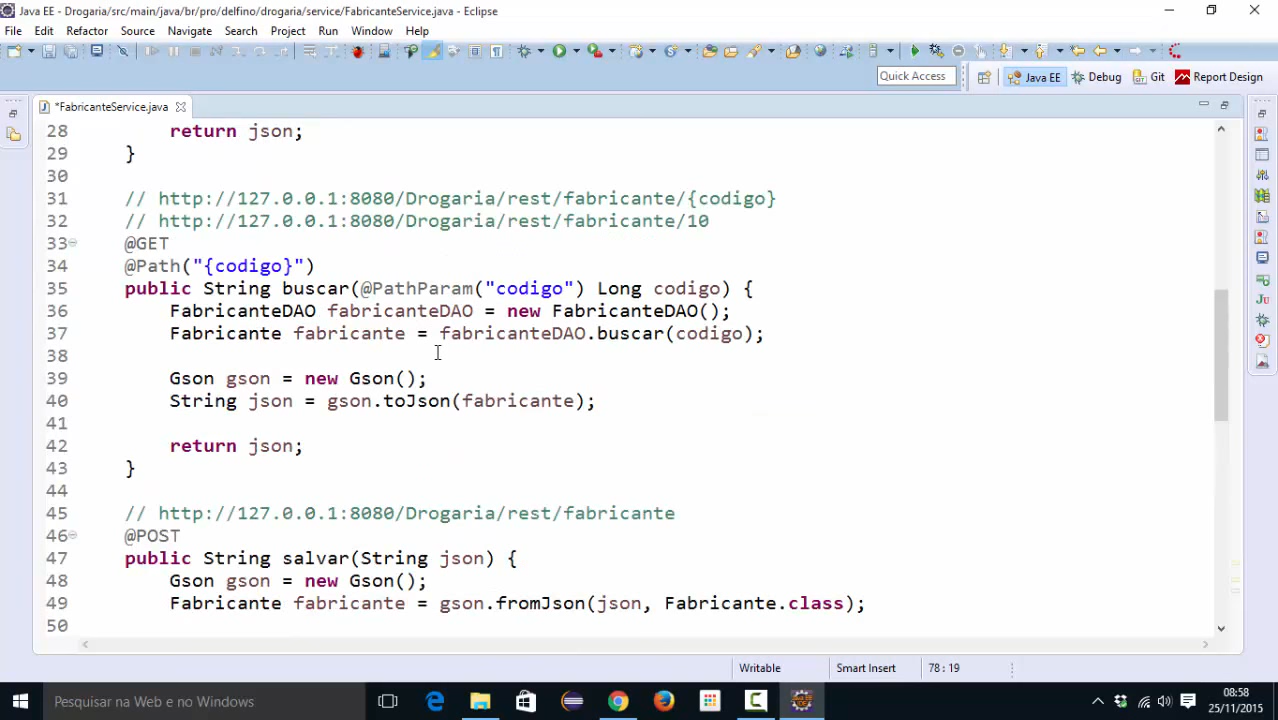 Java EE - Drogaria/src/main/java/br/pro/delfino/drogaria/service/FabricanteService.java - Eclipse
File Edit Refactor Source Navigate Search Project Run Window Help
Quick Access Java EE Debug Git Report Design
*FabricanteService.java
28 return json;
29 }
30
31 // http://127.0.0.1:8080/Drogaria/rest/fabricante/{codigo}
32 // http://127.0.0.1:8080/Drogaria/rest/fabricante/10
33 @GET
34 @Path("{codigo}")
35 public String buscar(@PathParam("codigo") Long codigo) {
36 FabricanteDAO fabricanteDAO = new FabricanteDAO();
37 Fabricante fabricante = fabricanteDAO.buscar(codigo);
38
39 Gson gson = new Gson();
40 String json = gson.toJson(fabricante);
41
42 return json;
43 }
44
45 // http://127.0.0.1:8080/Drogaria/rest/fabricante
46 @POST
47 public String salvar(String json) {
48 Gson gson = new Gson();
49 Fabricante fabricante = gson.fromJson(json, Fabricante.class);
50
Writable Smart Insert 78 : 19
Pesquisar na Web e no Windows
08:58
25/11/2015